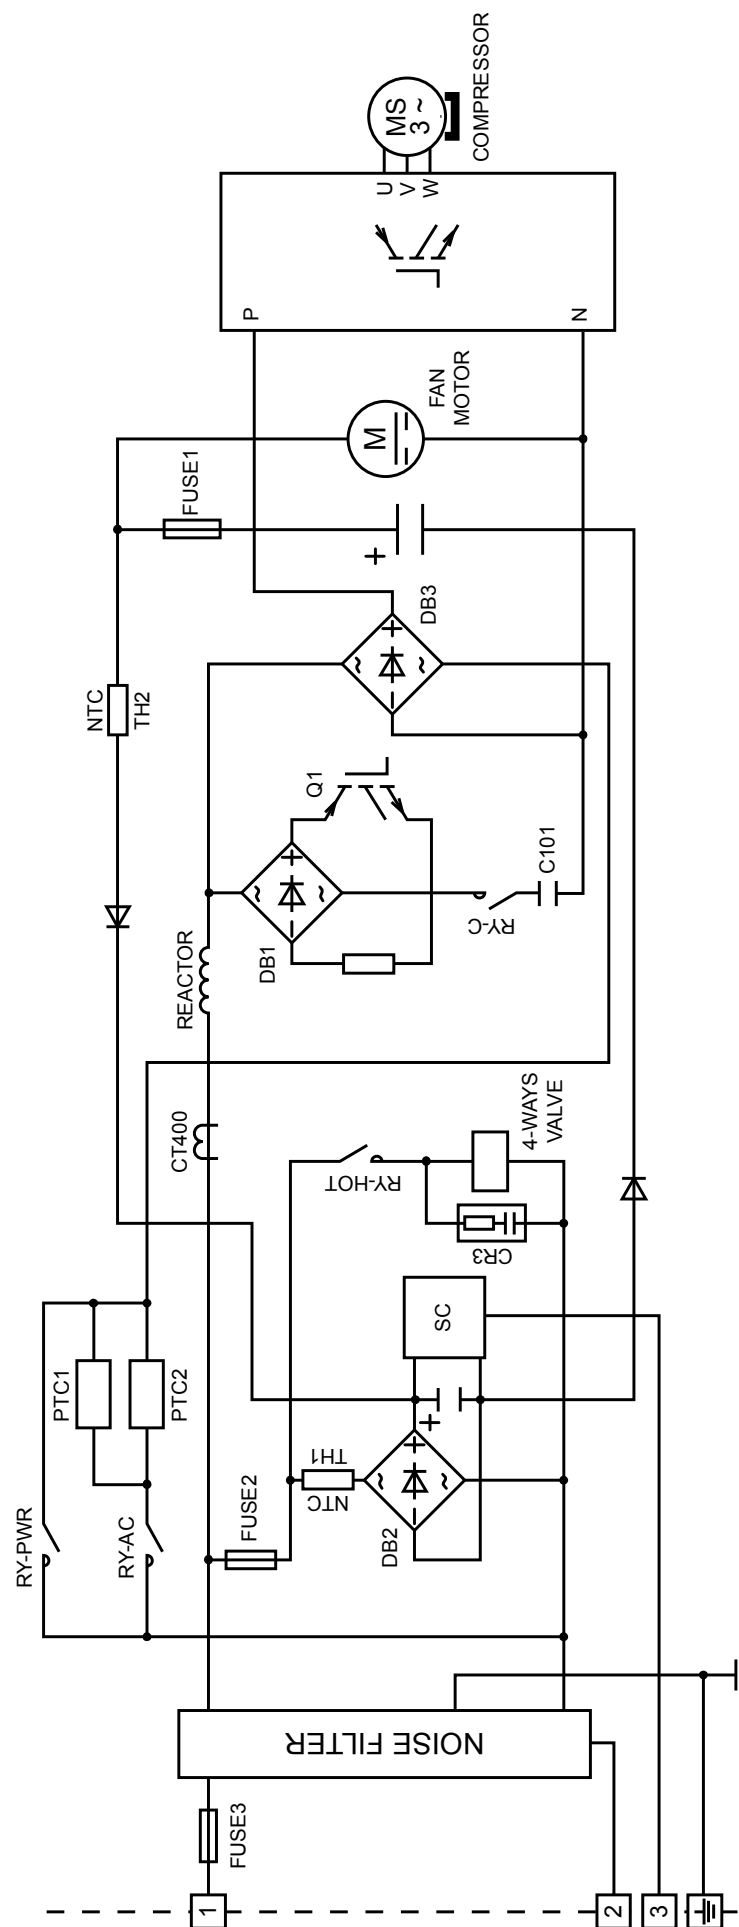 COMPRESSOR
MS
3 ~
U
V
W
P
N
FAN
MOTOR
M
FUSE1
+
DB3
+
NTC
TH2
Q1
DB1
+
C101
RY-C
REACTOR
CT400
4-WAYS
VALVE
RY-HOT
CR3
SC
PTC1
PTC2
+
TH1
NTC
+
DB2
FUSE2
RY-PWR
RY-AC
NOISE FILTER
FUSE3
1
2
3